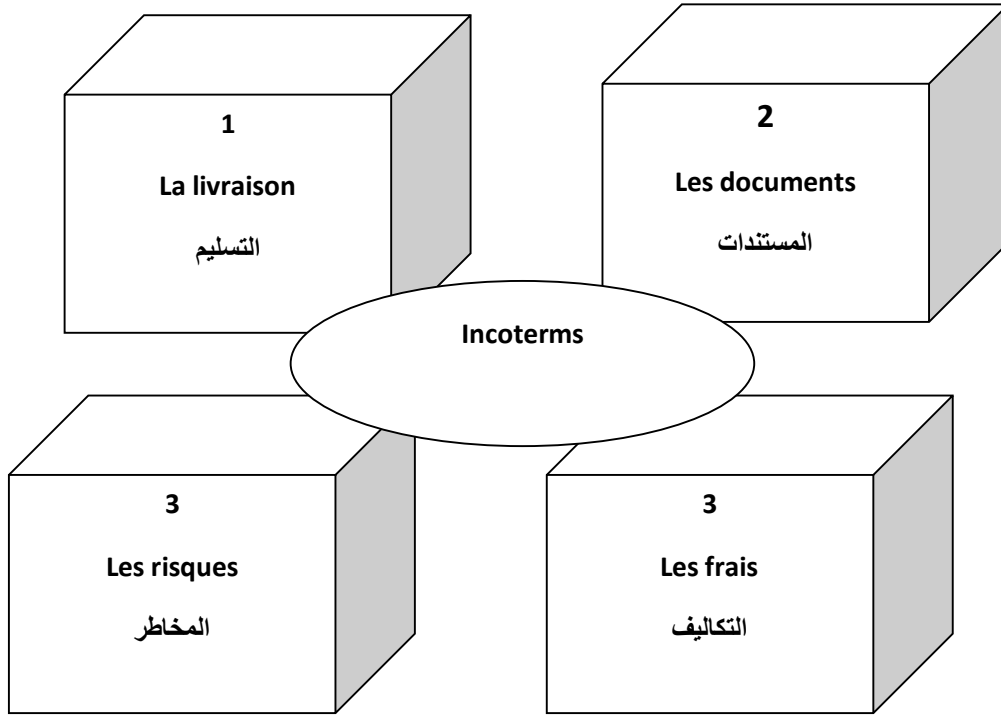 1
La livraison
التسليم
2
Les documents
المستندات
Incoterms
3
Les risques
المخاطر
3
Les frais
التكاليف